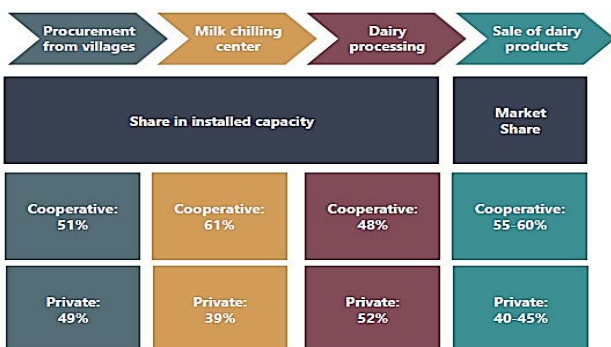 Procurement
from villages
Milk chilling
center
Dairy
processing
Sale of dairy
products
Share in installed capacity
Market
Share
Cooperative:
51%
Cooperative:
61%
Cooperative:
48%
Cooperative:
55-60%
Private:
49%
Private:
39%
Private:
52%
Private:
40-45%